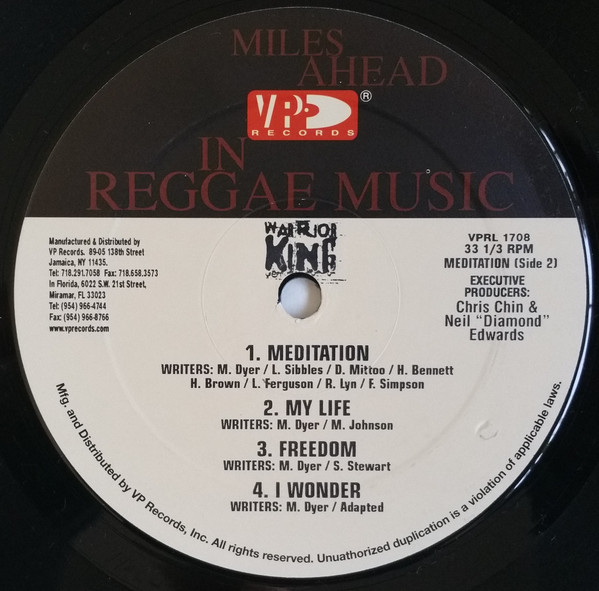 MILES
AHEAD
VP ®
RECORDS
IN
REGGAE MUSIC
WARRIOR
KING
Manufactured & Distributed by
VP Records. 89-05 138th Street
Jamaica, NY 11435.
Tel: 718.291.7058 Fax: 718.658.3573
In Florida, 6022 S.W. 21st Street,
Miramar, FL 33023
Tel: (954) 966-4744
Fax: (954) 966-8766
www.vprecords.com
VPRL 1708
33 1/3 RPM
MEDITATION (Side 2)
EXECUTIVE
PRODUCERS:
Chris Chin &
Neil "Diamond"
Edwards
1. MEDITATION
WRITERS: M. Dyer / L. Sibbles / D. Mittoo / H. Bennett
H. Brown / L. Ferguson / R. Lyn / F. Simpson
2. MY LIFE
WRITERS: M. Dyer / M. Johnson
3. FREEDOM
WRITERS: M. Dyer / S. Stewart
4. I WONDER
WRITERS: M. Dyer / Adapted
Mfg. and Distributed by VP Records, Inc. All rights reserved. Unauthorized duplication is a violation of applicable laws.